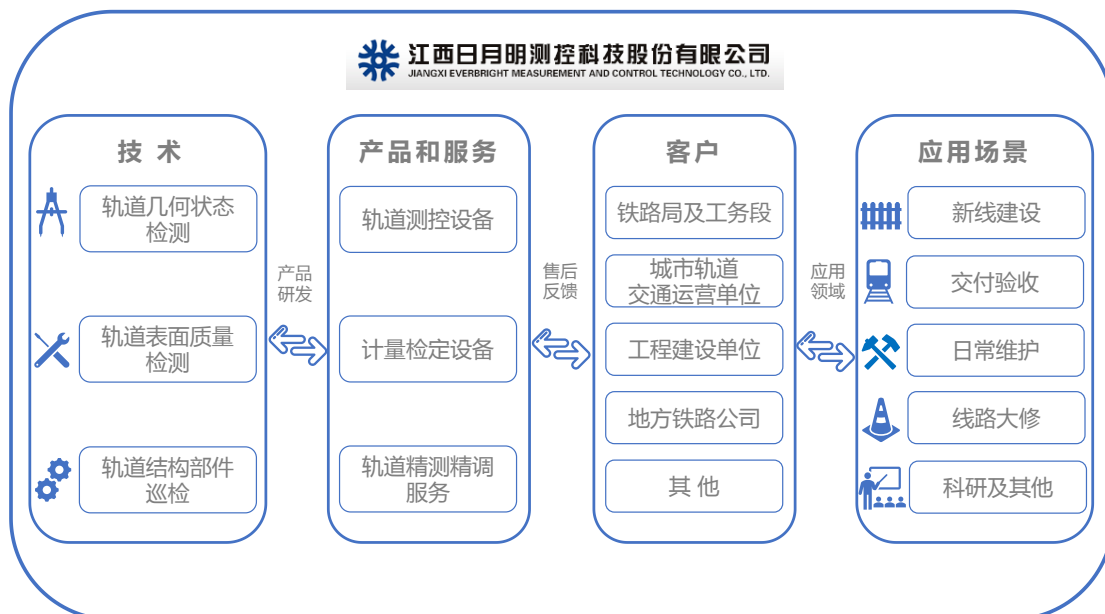 江西日月明测控科技股份有限公司
JIANGXI EVERBRIGHT MEASUREMENT AND CONTROL TECHNOLOGY CO., LTD.
技 术
轨道几何状态
检测
轨道表面质量
检测
轨道结构部件
巡检
产品
研发
产品和服务
轨道测控设备
计量检定设备
轨道精测精调
服务
售后
反馈
客户
铁路局及工务段
城市轨道
交通运营单位
工程建设单位
地方铁路公司
其 他
应用
领域
应用场景
新线建设
交付验收
日常维护
线路大修
科研及其他